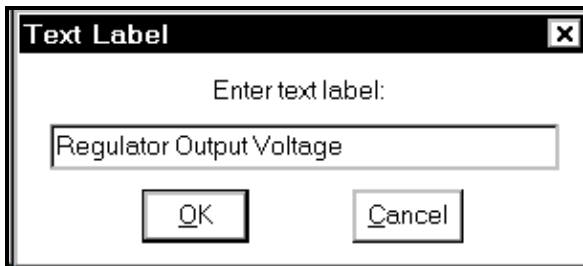 Text Label
Enter text label:
Regulator Output Voltage
OK Cancel